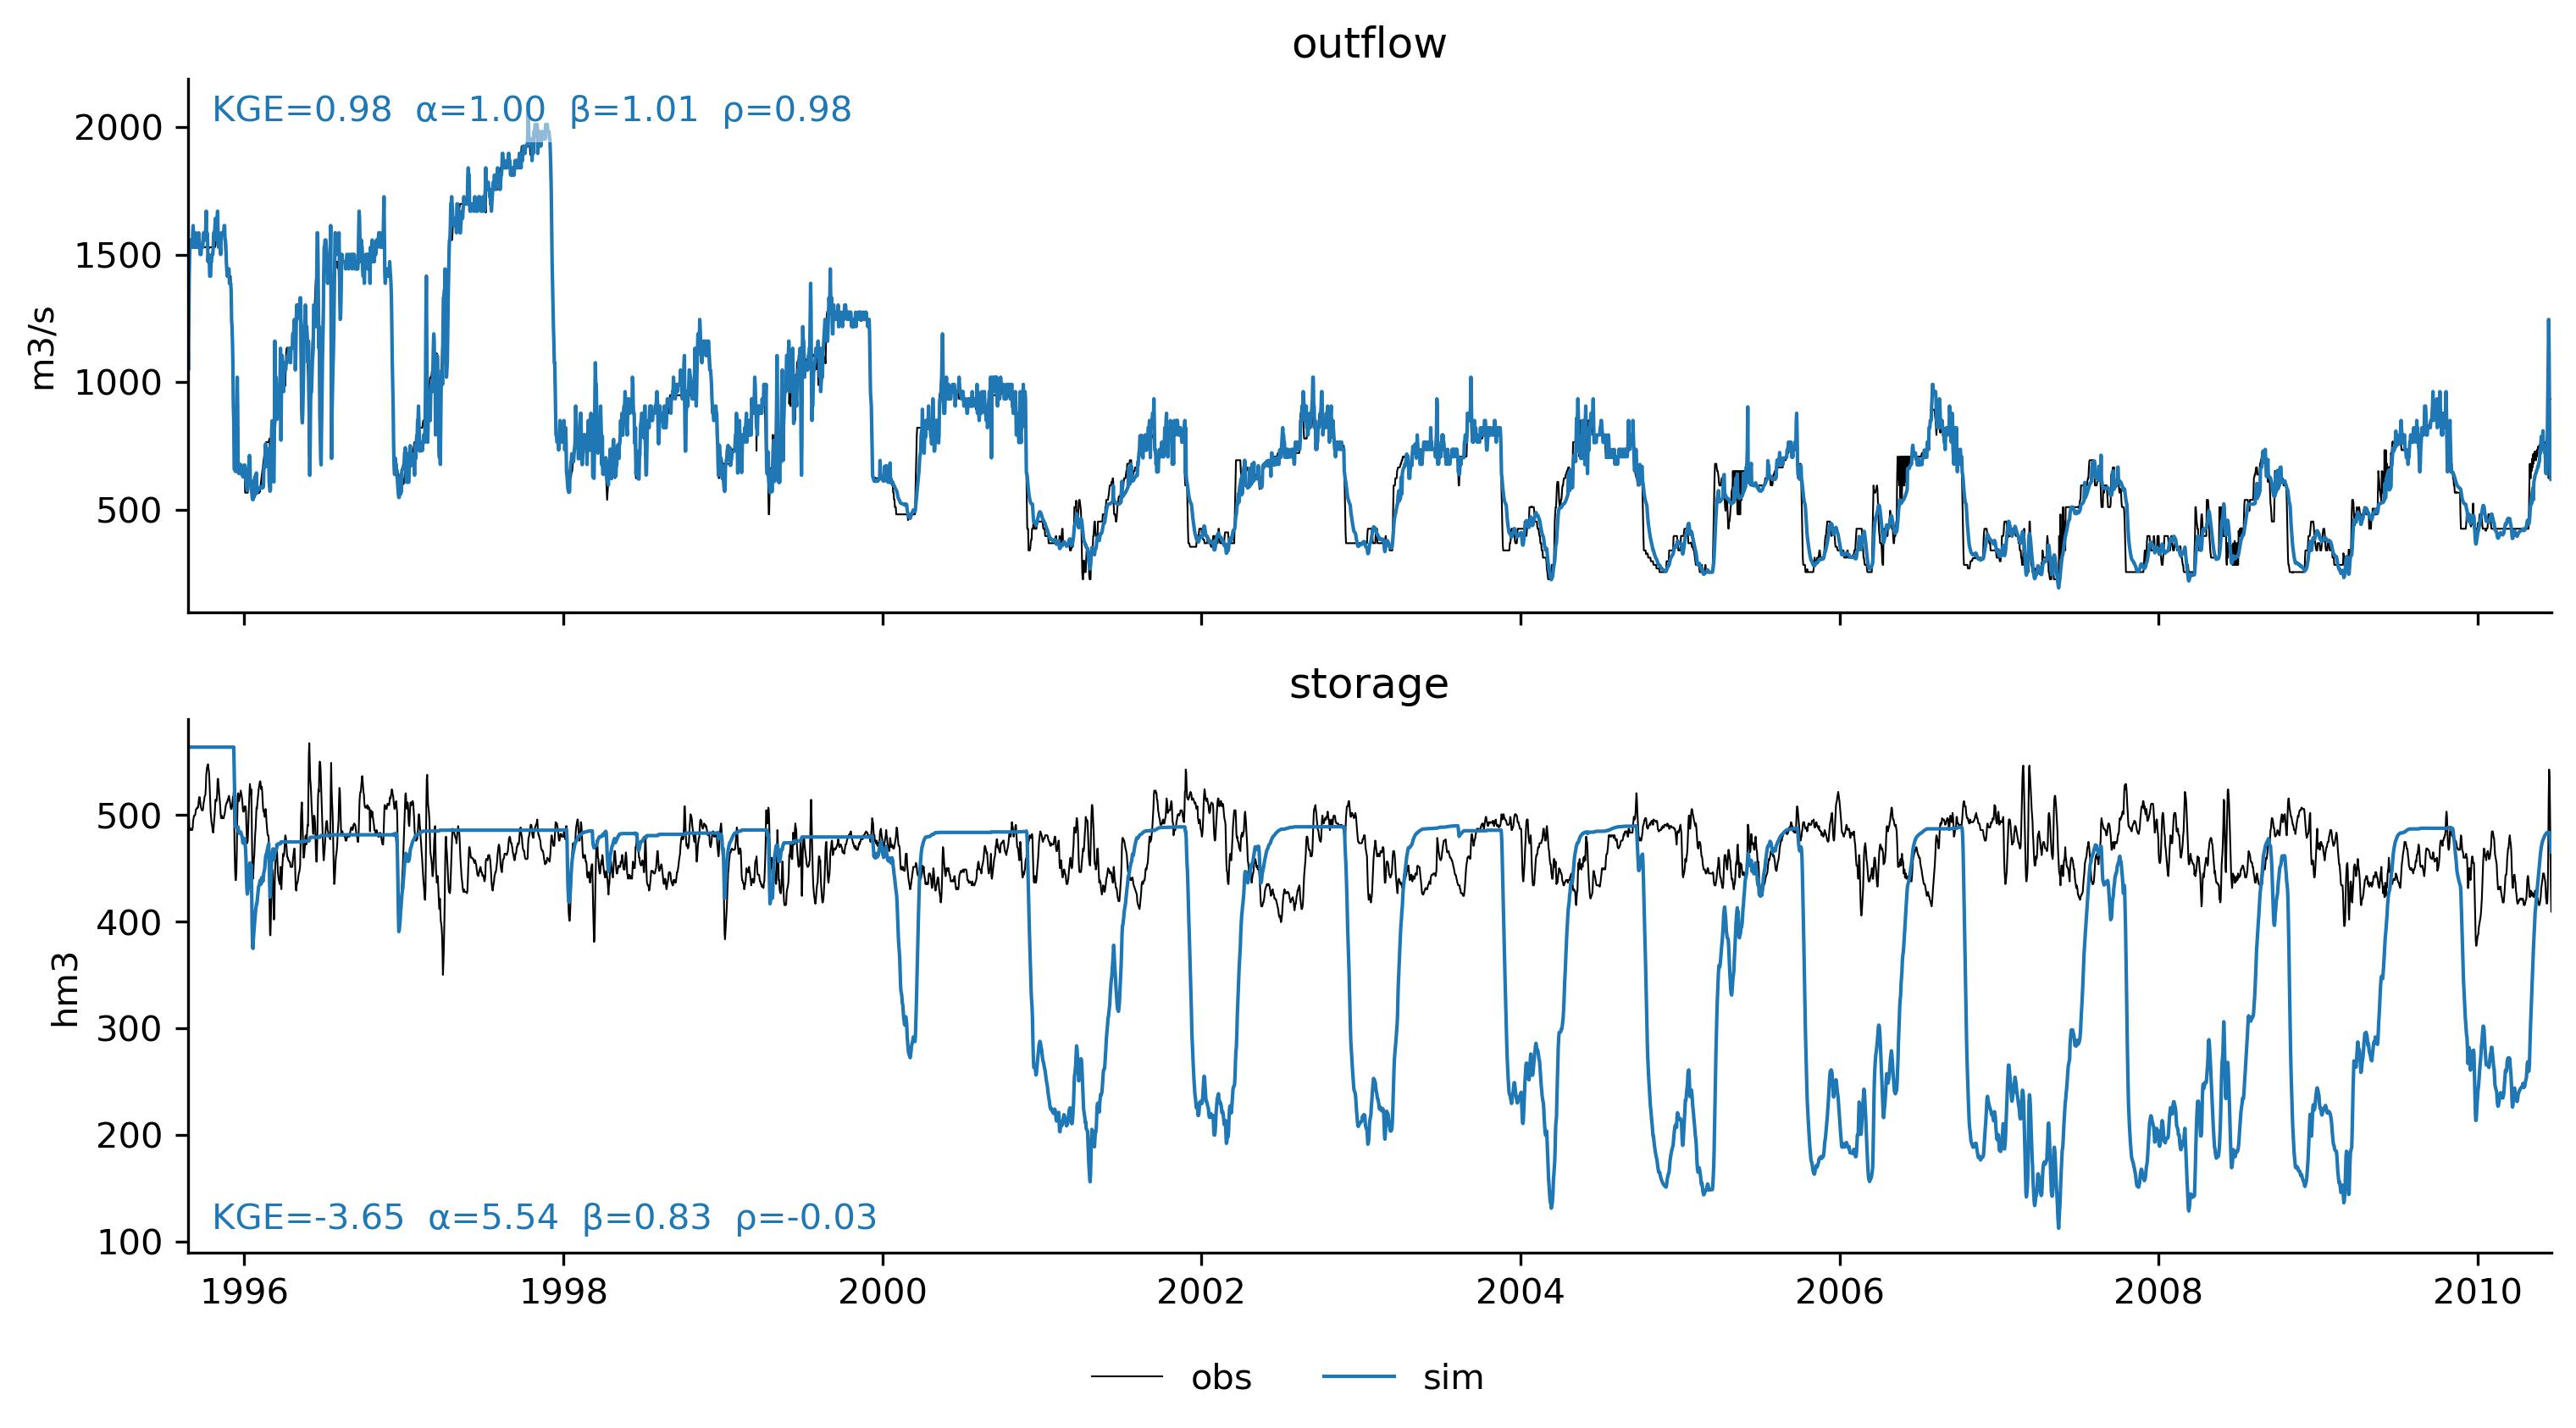 outflow
KGE=0.98 α=1.00 β=1.01 ρ=0.98
2000
1500
1000
500
m3/s
storage
500
400
300
200
100
hm3
KGE=-3.65 α=5.54 β=0.83 ρ=-0.03
1996 1998 2000 2002 2004 2006 2008 2010
obs sim